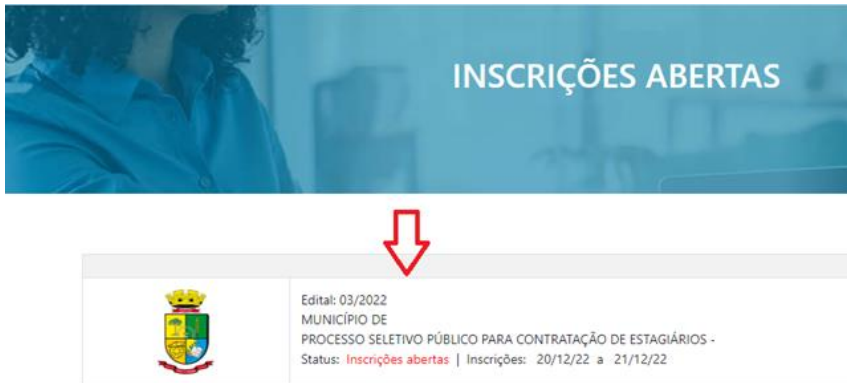 INSCRIÇÕES ABERTAS
Edital: 03/2022
MUNICÍPIO DE
PROCESSO SELETIVO PÚBLICO PARA CONTRATAÇÃO DE ESTAGIÁRIOS -
Status: Inscrições abertas | Inscrições: 20/12/22 a 21/12/22